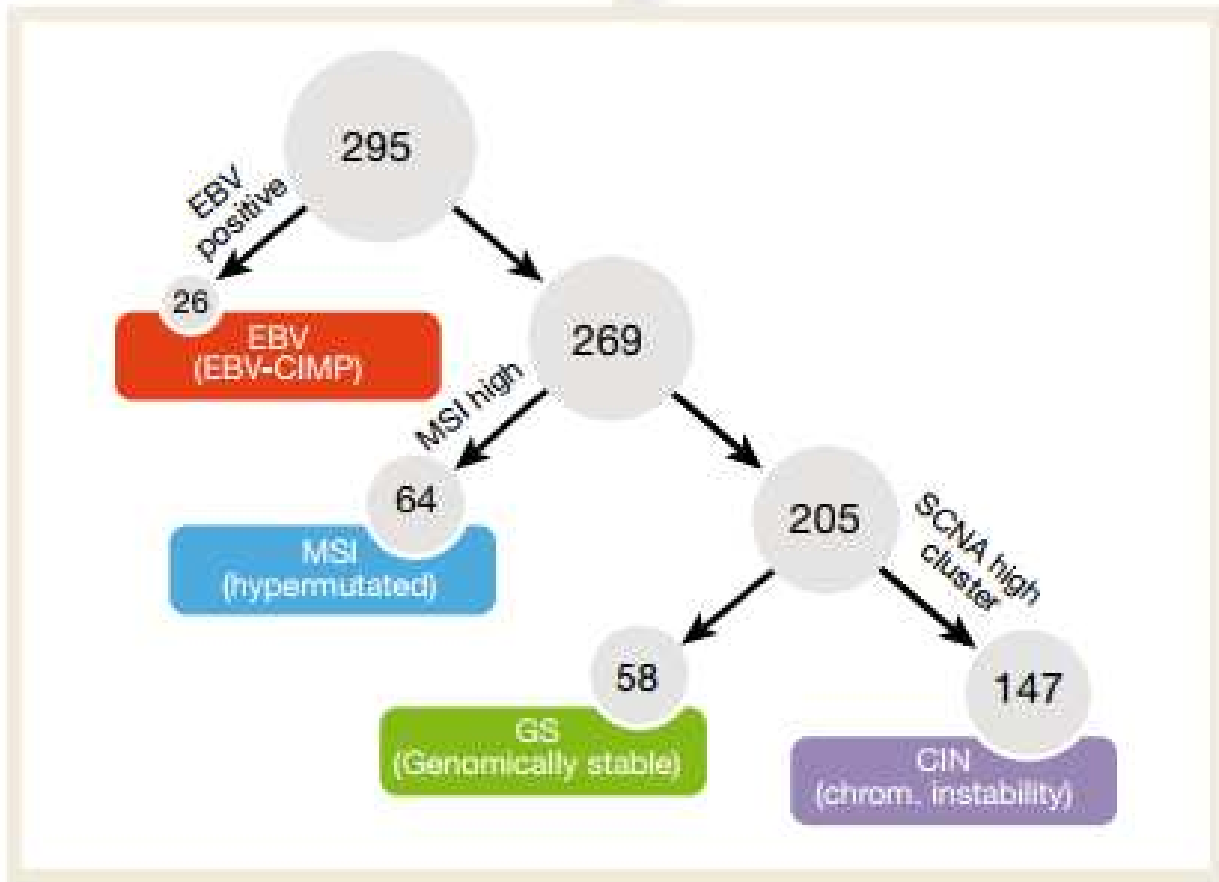 295
EBV
positive
26
EBV
(EBV-CIMP)
269
MSI high
64
MSI
(hypermutated)
205
SCNA high
cluster
58
GS
(Genomically stable)
147
CIN
(chrom. instability)